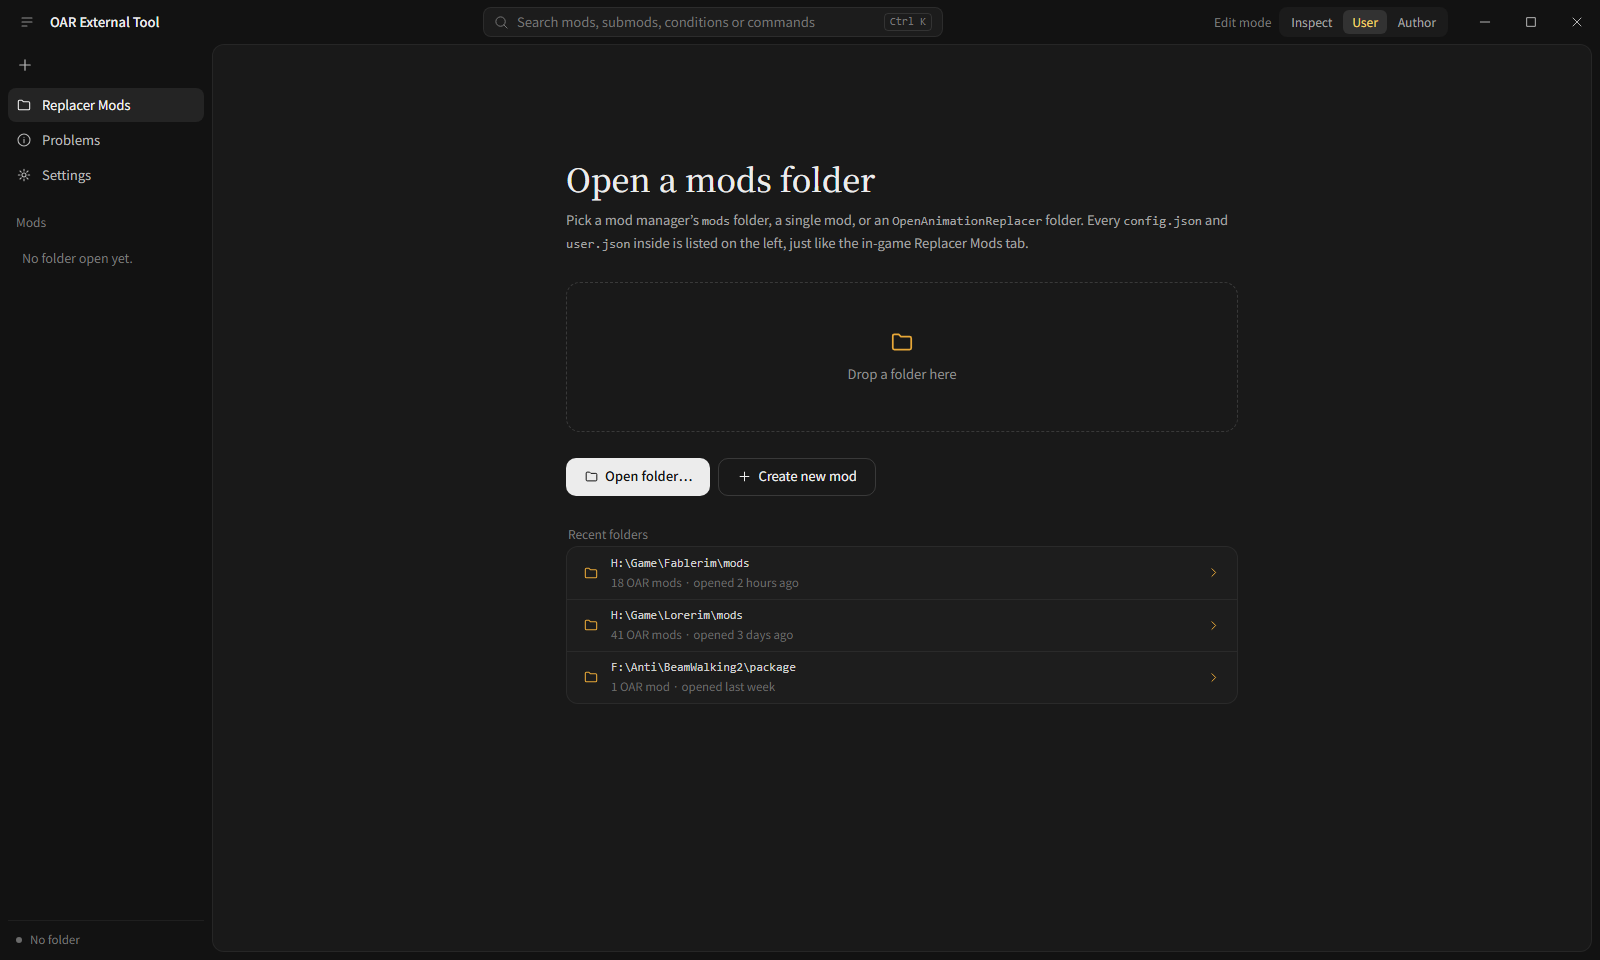 OAR External Tool
Search mods, submods, conditions or commands
Ctrl K
Edit mode
Inspect
User
Author
Replacer Mods
Problems
Settings
Mods
No folder open yet.
Open a mods folder
Pick a mod manager’s mods folder, a single mod, or an OpenAnimationReplacer folder. Every config.json and
user.json inside is listed on the left, just like the in-game Replacer Mods tab.
Drop a folder here
Open folder…
Create new mod
Recent folders
H:\Game\Fablerim\mods
18 OAR mods · opened 2 hours ago
H:\Game\Lorerim\mods
41 OAR mods · opened 3 days ago
F:\Anti\BeamWalking2\package
1 OAR mod · opened last week
No folder